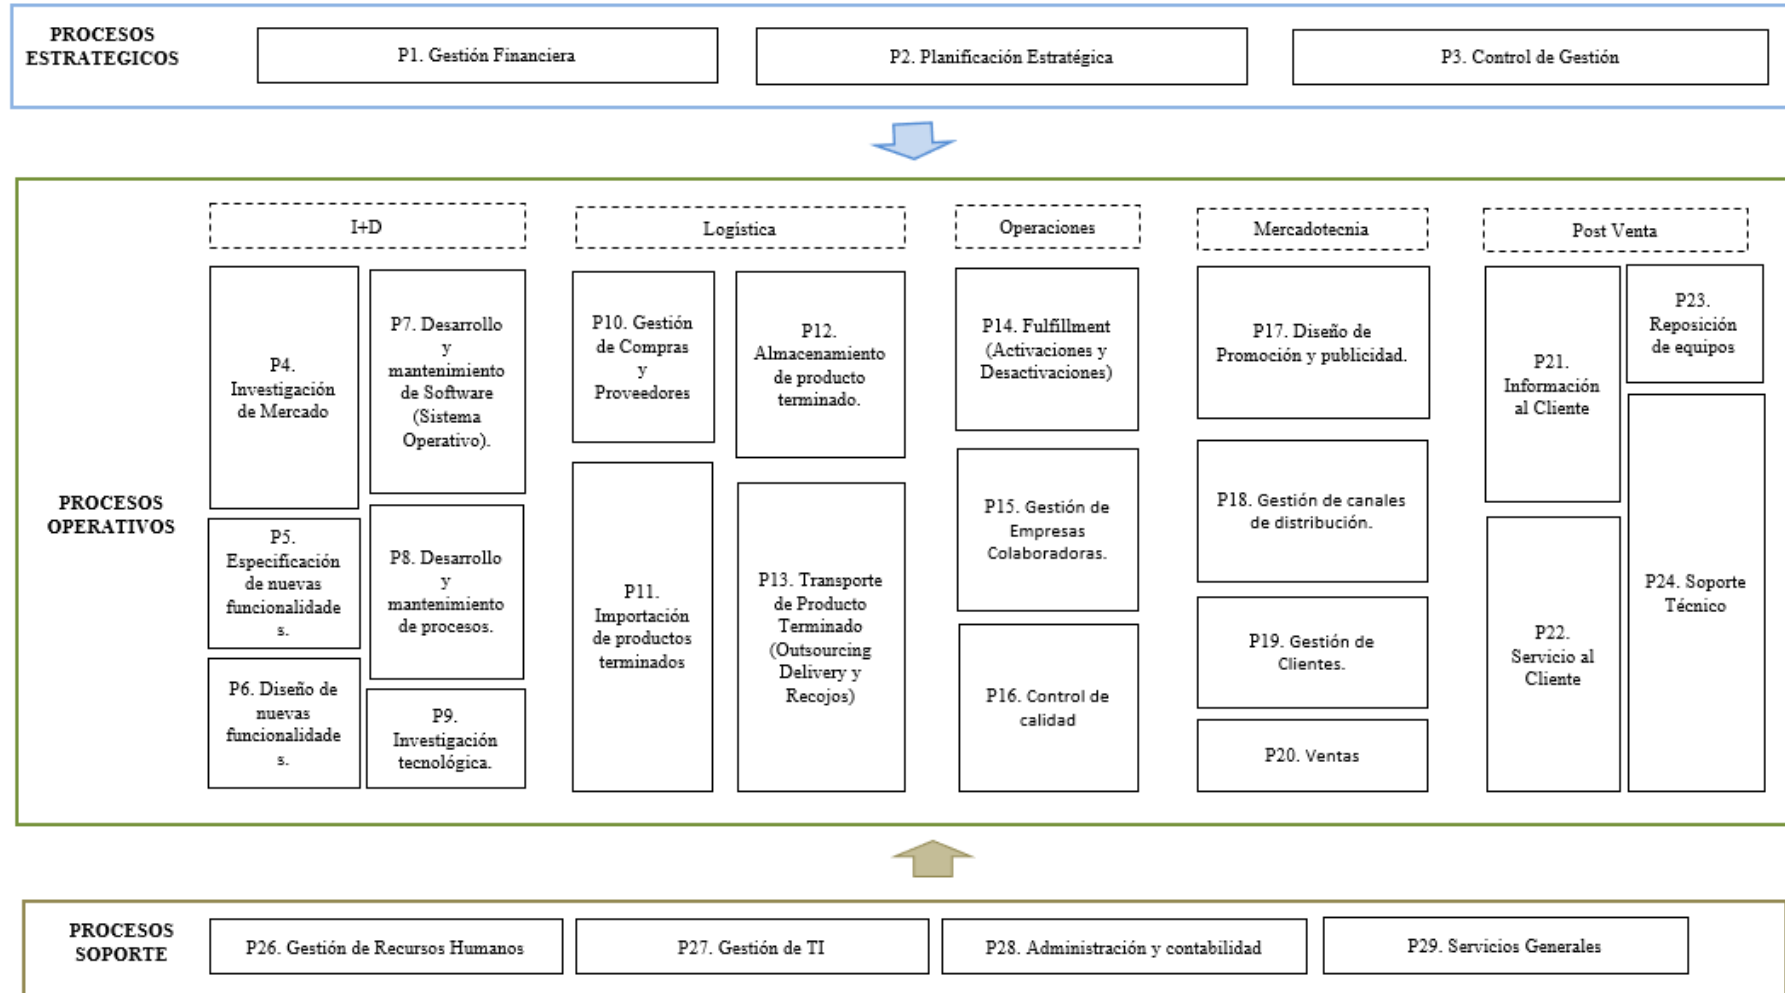 PROCESOS
ESTRATEGICOS
P1. Gestión Financiera
P2. Planificación Estratégica
P3. Control de Gestión
PROCESOS
OPERATIVOS
I+D
P4.
Investigación
de Mercado
P5.
Especificación
de nuevas
funcionalidade
s.
P6. Diseño de
nuevas
funcionalidade
s.
P7. Desarrollo
y
mantenimiento
de Software
(Sistema
Operativo).
P8. Desarrollo
y
mantenimiento
de procesos.
P9.
Investigación
tecnológica.
Logística
P10. Gestión
de Compras
y
Proveedores
P11.
Importación
de productos
terminados
P12.
Almacenamiento
de producto
terminado.
P13. Transporte
de Producto
Terminado
(Outsourcing
Delivery y
Recojos)
Operaciones
P14. Fulfillment
(Activaciones y
Desactivaciones)
P15. Gestión de
Empresas
Colaboradoras.
P16. Control de
calidad
Mercadotecnia
P17. Diseño de
Promoción y publicidad.
P18. Gestión de canales
de distribución.
P19. Gestión de
Clientes.
P20. Ventas
Post Venta
P21.
Información
al Cliente
P22.
Servicio al
Cliente
P23.
Reposición
de equipos
P24. Soporte
Técnico
PROCESOS
SOPORTE
P26. Gestión de Recursos Humanos
P27. Gestión de TI
P28. Administración y contabilidad
P29. Servicios Generales